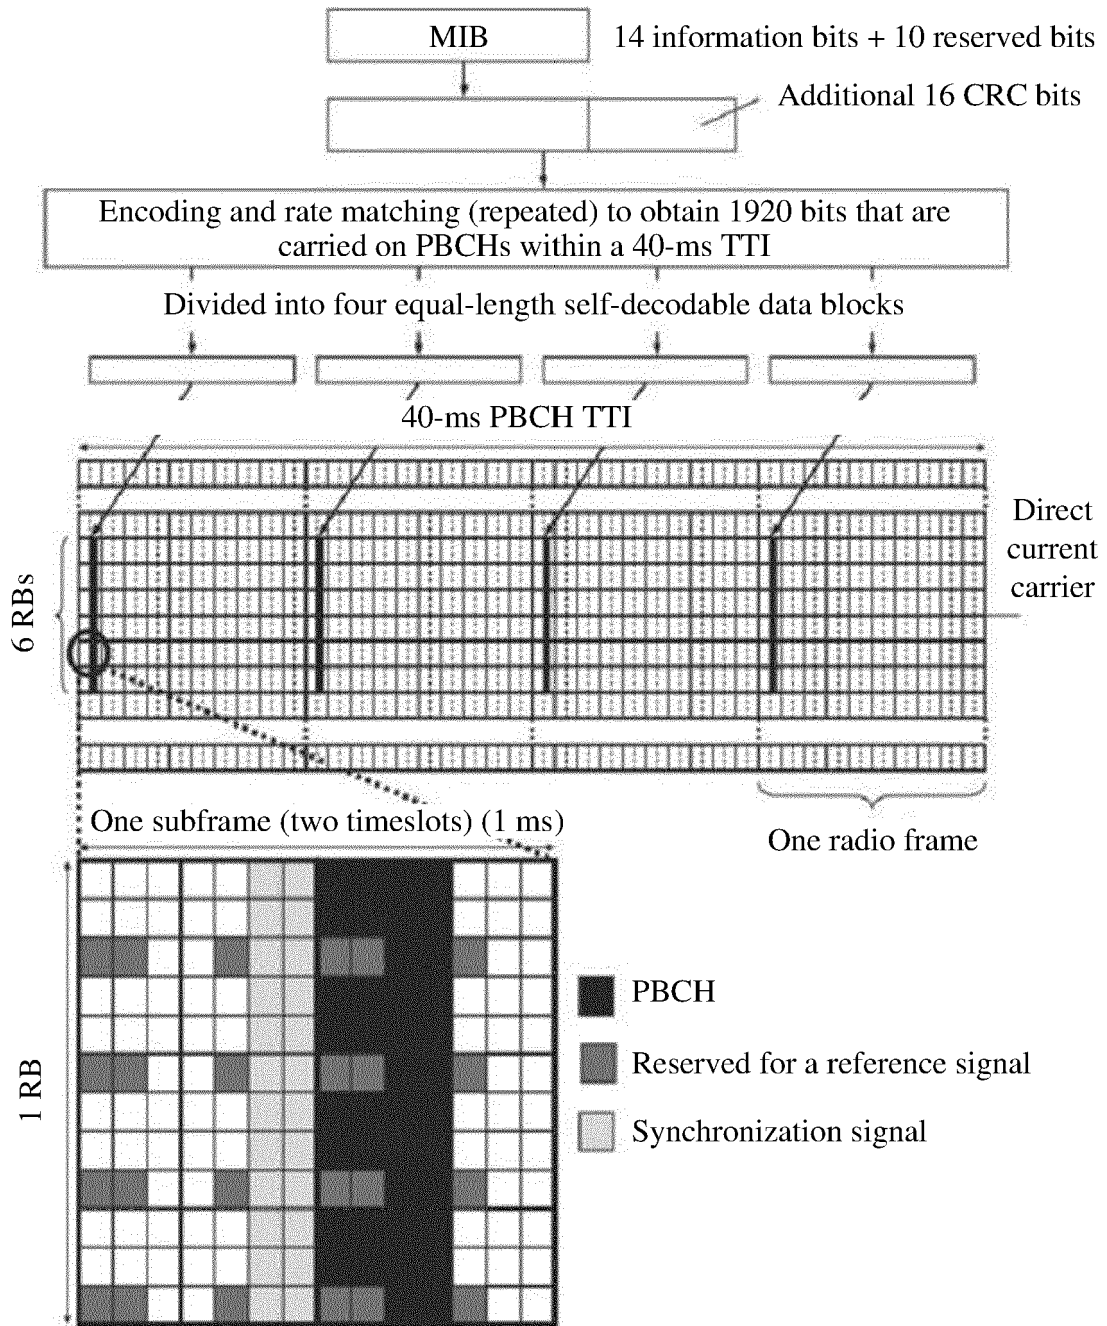 MIB
14 information bits + 10 reserved bits
Additional 16 CRC bits
Encoding and rate matching (repeated) to obtain 1920 bits that are
carried on PBCHs within a 40-ms TTI
Divided into four equal-length self-decodable data blocks
40-ms PBCH TTI
Direct
current
carrier
6 RBs
One subframe (two timeslots) (1 ms)
One radio frame
1 RB
PBCH
Reserved for a reference signal
Synchronization signal